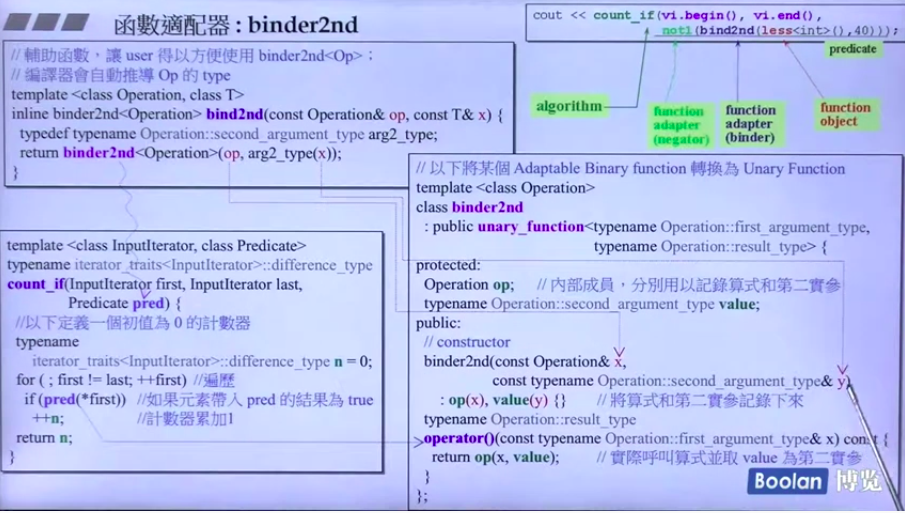 函數適配器 : binder2nd
cout << count_if(vi.begin(), vi.end(),
not1(bind2nd(less<int>(),40)));
predicate
algorithm
function
adapter
(negator)
function
adapter
(binder)
function
object
// 輔助函數，讓 user 得以方便使用 binder2nd<Op>；
// 編譯器會自動推導 Op 的 type
template <class Operation, class T>
inline binder2nd<Operation> bind2nd(const Operation& op, const T& x) {
typedef typename Operation::second_argument_type arg2_type;
return binder2nd<Operation>(op, arg2_type(x));
}
template <class InputIterator, class Predicate>
typename iterator_traits<InputIterator>::difference_type
count_if(InputIterator first, InputIterator last,
Predicate pred) {
//以下定義一個初值為 0 的計數器
typename
iterator_traits<InputIterator>::difference_type n = 0;
for ( ; first != last; ++first) //遍歷
if (pred(*first)) //如果元素帶入 pred 的結果為 true
++n; //計數器累加1
return n;
}
// 以下將某個 Adaptable Binary function 轉換為 Unary Function
template <class Operation>
class binder2nd
: public unary_function<typename Operation::first_argument_type,
typename Operation::result_type> {
protected:
Operation op; // 內部成員，分別用以記錄算式和第二實參
typename Operation::second_argument_type value;
public:
// constructor
binder2nd(const Operation& x,
const typename Operation::second_argument_type& y)
: op(x), value(y) {} // 將算式和第二實參記錄下來
typename Operation::result_type
operator()(const typename Operation::first_argument_type& x) const {
return op(x, value); // 實際呼叫算式並取 value 為第二實參
}
};
Boolan 博览